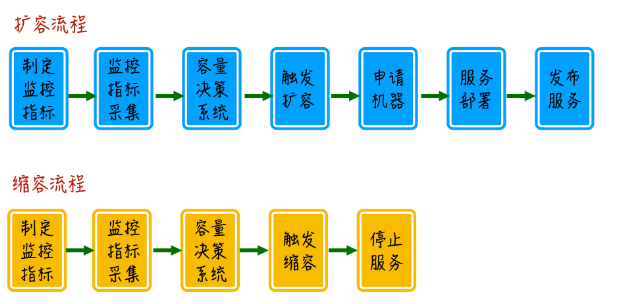 扩容流程
制定
监控
指标
监控
指标
采集
容量
决策
系统
触发
扩容
申请
机器
服务
部署
发布
服务
缩容流程
制定
监控
指标
监控
指标
采集
容量
决策
系统
触发
缩容
停止
服务